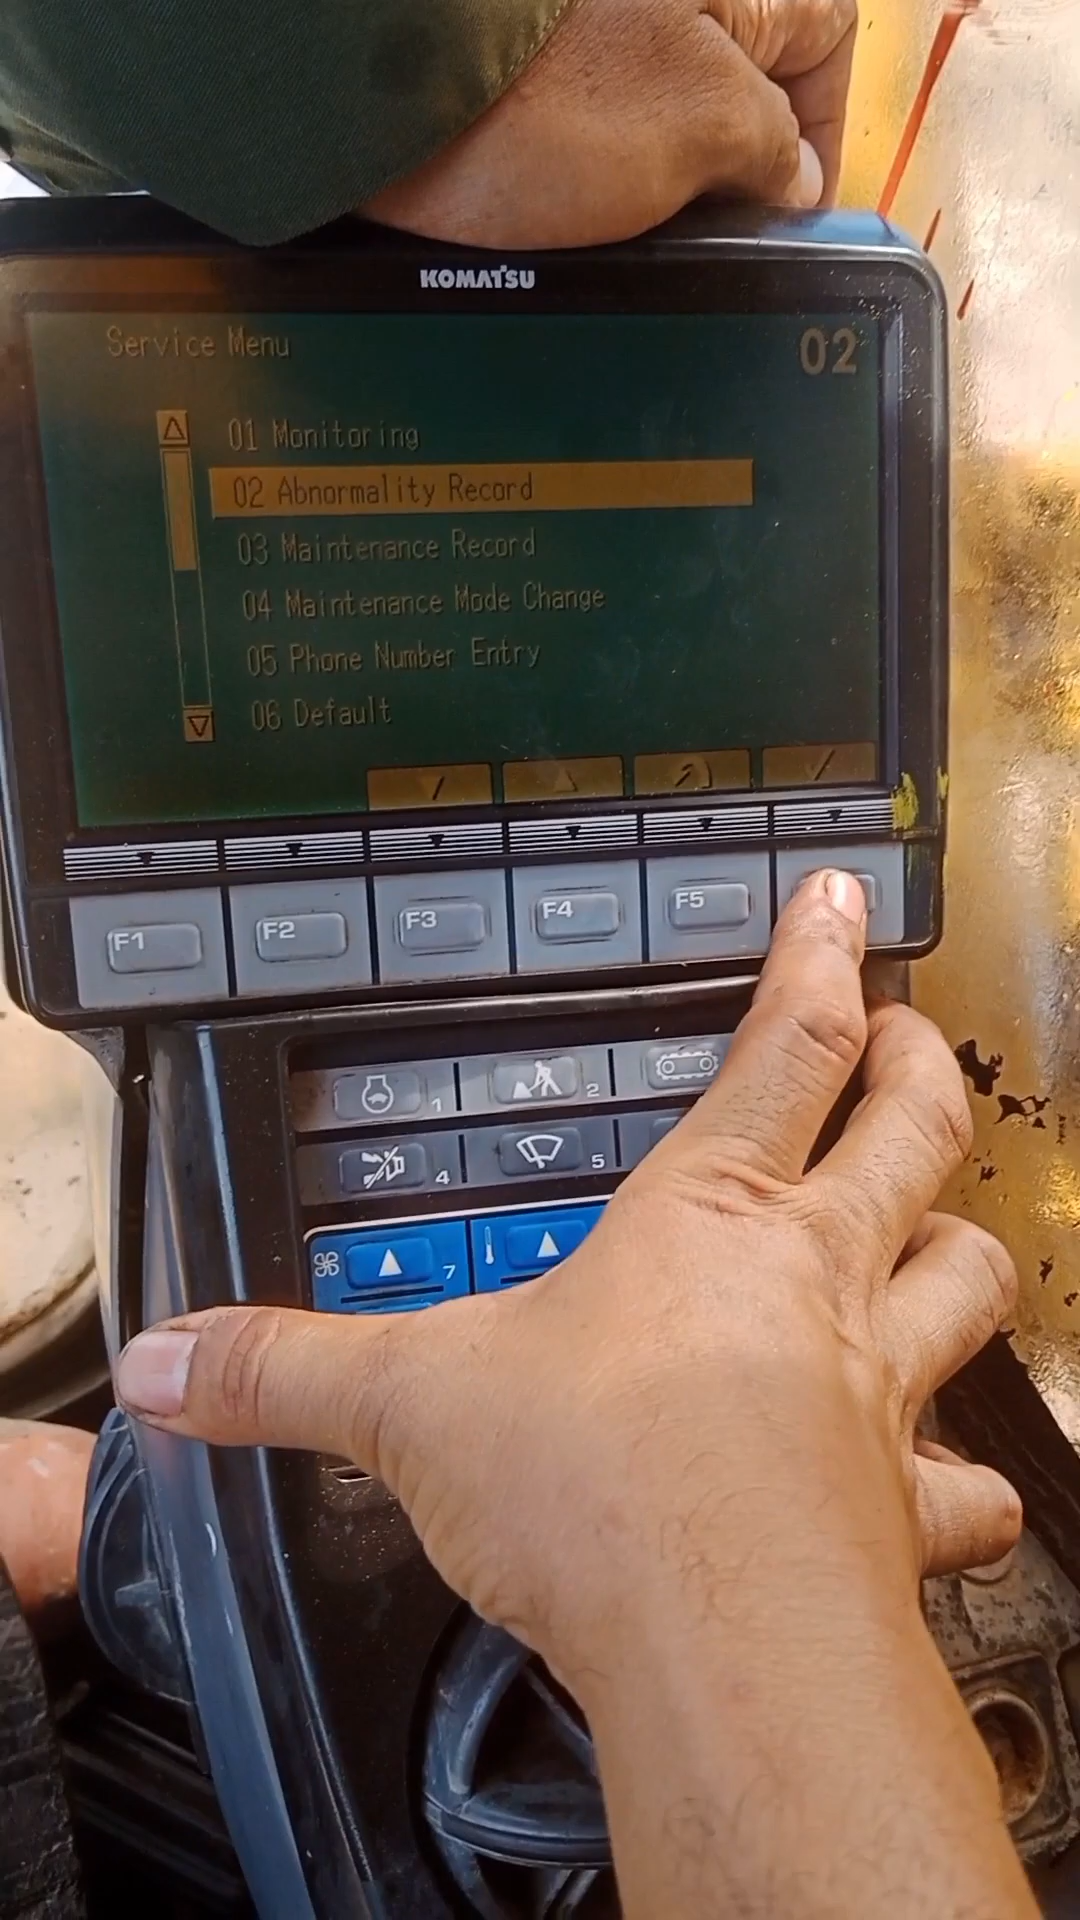 KOMATSU
Service Menu
02
01 Monitoring
02 Abnormality Record
03 Maintenance Record
04 Maintenance Mode Change
05 Phone Number Entry
06 Default
F1
F2
F3
F4
F5
1
2
4
5
7